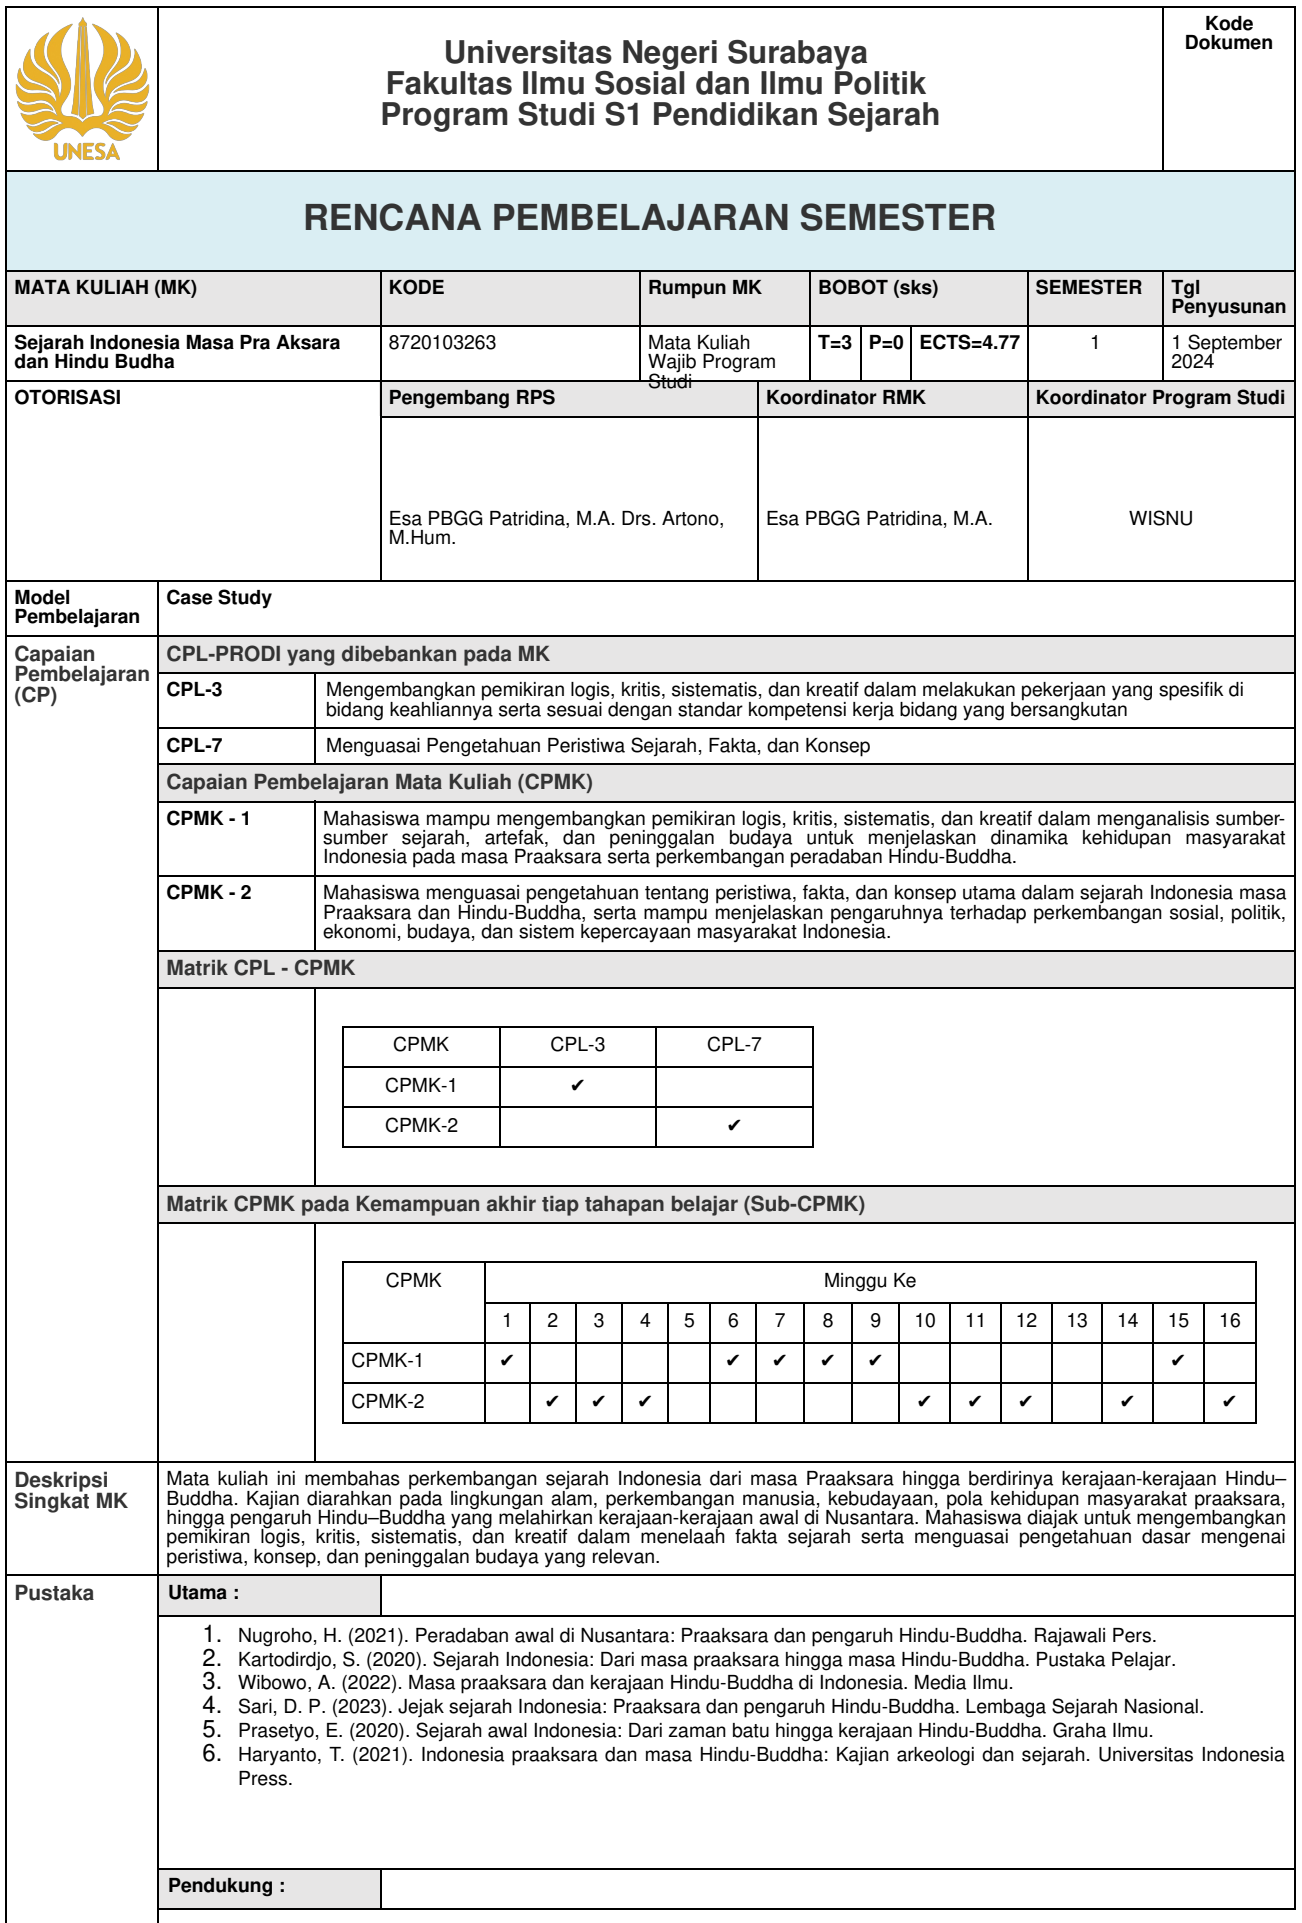 UNESA
Universitas Negeri Surabaya
Fakultas Ilmu Sosial dan Ilmu Politik
Program Studi S1 Pendidikan Sejarah
Kode
Dokumen
RENCANA PEMBELAJARAN SEMESTER
MATA KULIAH (MK)
KODE
Rumpun MK
BOBOT (sks)
SEMESTER
Tgl
Penyusunan
Sejarah Indonesia Masa Pra Aksara
dan Hindu Budha
8720103263
Mata Kuliah
Wajib Program
Studi
T=3
P=0
ECTS=4.77
1
1 September
2024
OTORISASI
Pengembang RPS
Koordinator RMK
Koordinator Program Studi
Esa PBGG Patridina, M.A. Drs. Artono,
M.Hum.
Esa PBGG Patridina, M.A.
WISNU
Model
Pembelajaran
Case Study
Capaian
Pembelajaran
(CP)
CPL-PRODI yang dibebankan pada MK
CPL-3
Mengembangkan pemikiran logis, kritis, sistematis, dan kreatif dalam melakukan pekerjaan yang spesifik di
bidang keahliannya serta sesuai dengan standar kompetensi kerja bidang yang bersangkutan
CPL-7
Menguasai Pengetahuan Peristiwa Sejarah, Fakta, dan Konsep
Capaian Pembelajaran Mata Kuliah (CPMK)
CPMK - 1
Mahasiswa mampu mengembangkan pemikiran logis, kritis, sistematis, dan kreatif dalam menganalisis sumber-
sumber sejarah, artefak, dan peninggalan budaya untuk menjelaskan dinamika kehidupan masyarakat
Indonesia pada masa Praaksara serta perkembangan peradaban Hindu-Buddha.
CPMK - 2
Mahasiswa menguasai pengetahuan tentang peristiwa, fakta, dan konsep utama dalam sejarah Indonesia masa
Praaksara dan Hindu-Buddha, serta mampu menjelaskan pengaruhnya terhadap perkembangan sosial, politik,
ekonomi, budaya, dan sistem kepercayaan masyarakat Indonesia.
Matrik CPL - CPMK
CPMK CPL-3 CPL-7
CPMK-1 ✔
CPMK-2 ✔
Matrik CPMK pada Kemampuan akhir tiap tahapan belajar (Sub-CPMK)
CPMK Minggu Ke
1 2 3 4 5 6 7 8 9 10 11 12 13 14 15 16
CPMK-1 ✔ ✔ ✔ ✔ ✔ ✔
CPMK-2 ✔ ✔ ✔ ✔ ✔ ✔ ✔ ✔
Deskripsi
Singkat MK
Mata kuliah ini membahas perkembangan sejarah Indonesia dari masa Praaksara hingga berdirinya kerajaan-kerajaan Hindu–
Buddha. Kajian diarahkan pada lingkungan alam, perkembangan manusia, kebudayaan, pola kehidupan masyarakat praaksara,
hingga pengaruh Hindu–Buddha yang melahirkan kerajaan-kerajaan awal di Nusantara. Mahasiswa diajak untuk mengembangkan
pemikiran logis, kritis, sistematis, dan kreatif dalam menelaah fakta sejarah serta menguasai pengetahuan dasar mengenai
peristiwa, konsep, dan peninggalan budaya yang relevan.
Pustaka
Utama :
1. Nugroho, H. (2021). Peradaban awal di Nusantara: Praaksara dan pengaruh Hindu-Buddha. Rajawali Pers.
2. Kartodirdjo, S. (2020). Sejarah Indonesia: Dari masa praaksara hingga masa Hindu-Buddha. Pustaka Pelajar.
3. Wibowo, A. (2022). Masa praaksara dan kerajaan Hindu-Buddha di Indonesia. Media Ilmu.
4. Sari, D. P. (2023). Jejak sejarah Indonesia: Praaksara dan pengaruh Hindu-Buddha. Lembaga Sejarah Nasional.
5. Prasetyo, E. (2020). Sejarah awal Indonesia: Dari zaman batu hingga kerajaan Hindu-Buddha. Graha Ilmu.
6. Haryanto, T. (2021). Indonesia praaksara dan masa Hindu-Buddha: Kajian arkeologi dan sejarah. Universitas Indonesia
Press.
Pendukung :